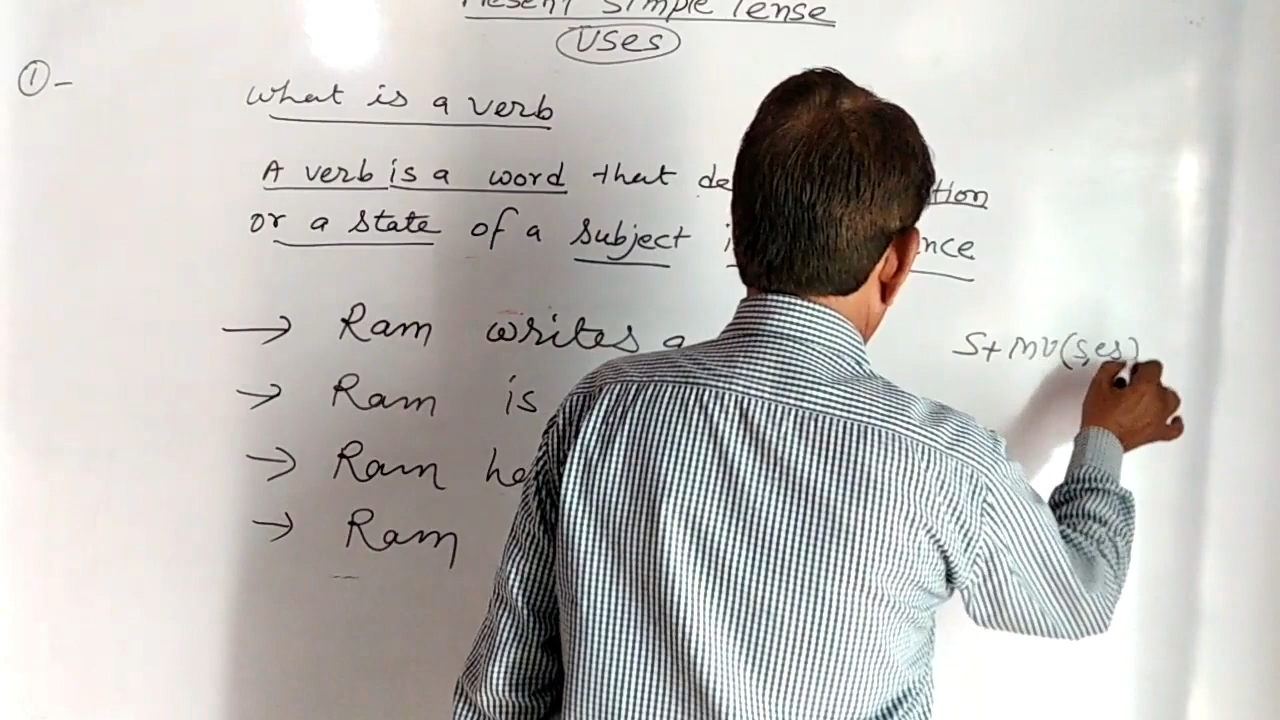 Present Simple Tense
Uses
① -
What is a verb
A verb is a word that de tion
or a state of a subject i nce
→ Ram writes a
S+MV(s,es)
→ Ram is
→ Ram ha
→ Ram